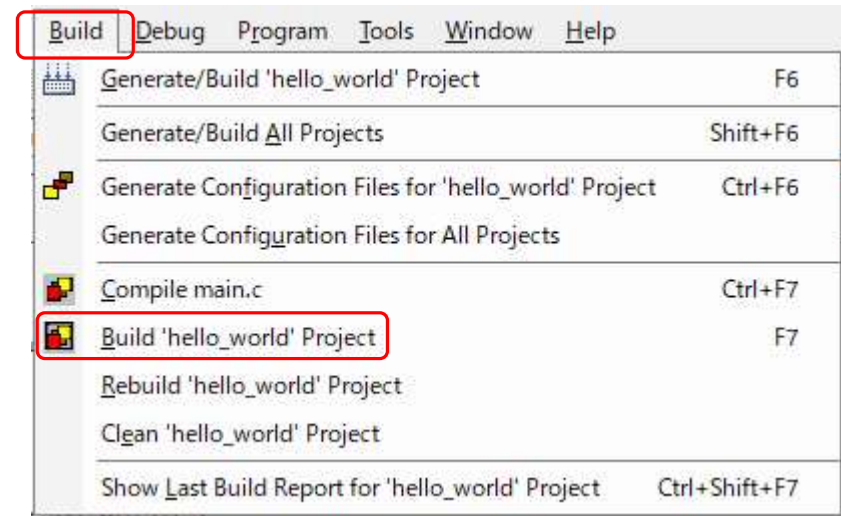 Build Debug Program Tools Window Help
Generate/Build 'hello_world' Project F6
Generate/Build All Projects Shift+F6
Generate Configuration Files for 'hello_world' Project Ctrl+F6
Generate Configuration Files for All Projects
Compile main.c Ctrl+F7
Build 'hello_world' Project F7
Rebuild 'hello_world' Project
Clean 'hello_world' Project
Show Last Build Report for 'hello_world' Project Ctrl+Shift+F7